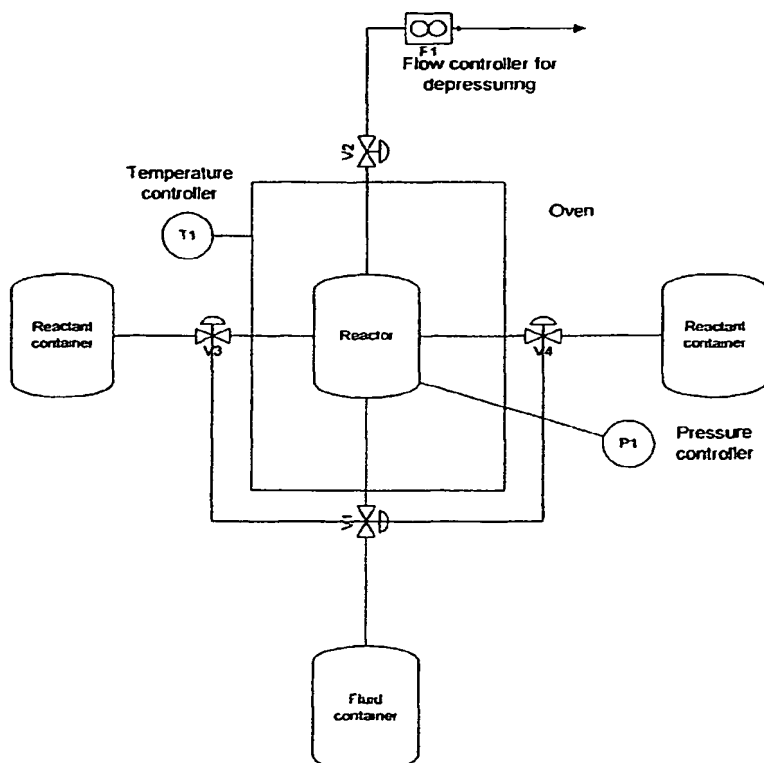 F1
Flow controller for
depressuring
V2
Temperature
controller
Oven
T1
Reactant
container
V3
Reactor
V4
Reactant
container
P1
Pressure
controller
V1
Fluid
container